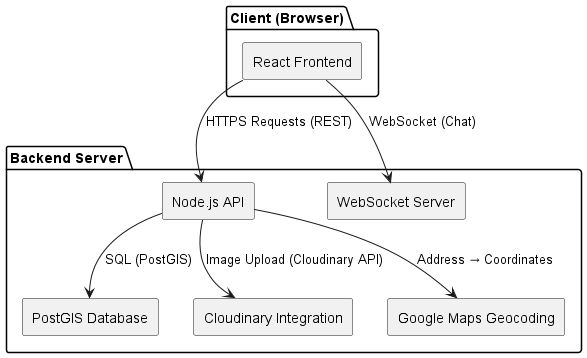 Client (Browser)
React Frontend
HTTPS Requests (REST)
WebSocket (Chat)
Backend Server
Node.js API
WebSocket Server
SQL (PostGIS)
Image Upload (Cloudinary API)
Address → Coordinates
PostGIS Database
Cloudinary Integration
Google Maps Geocoding